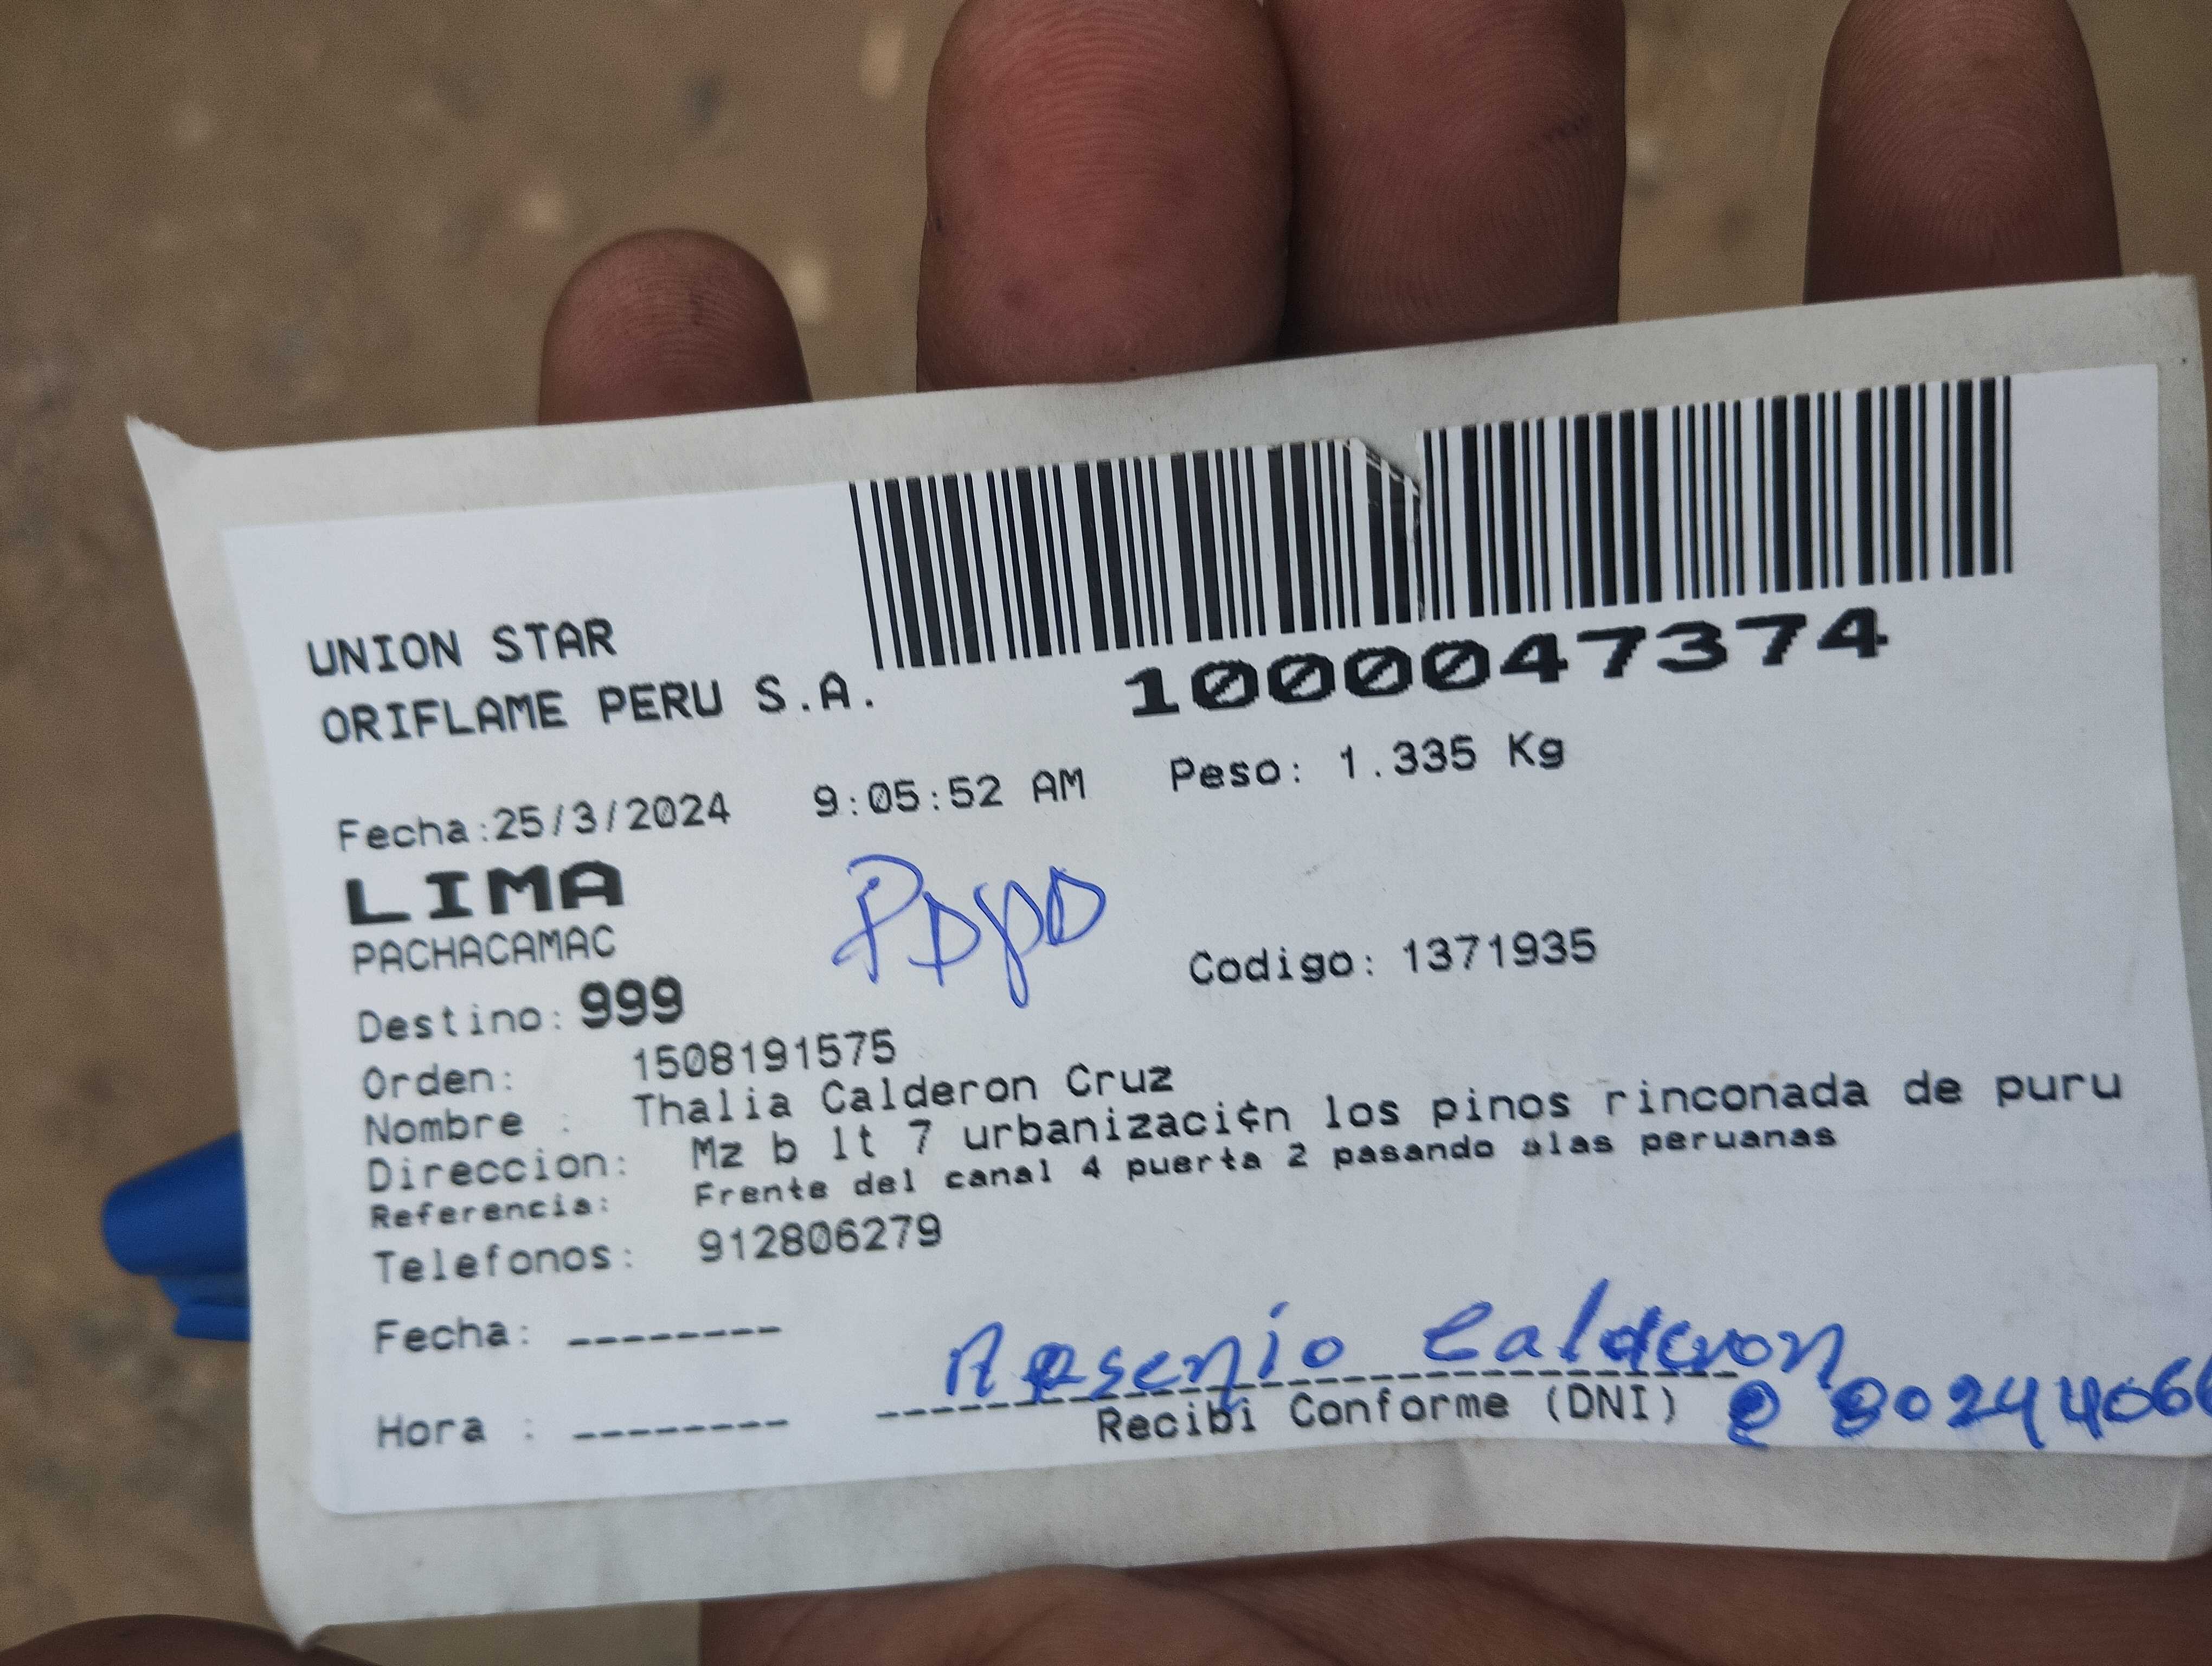 1000047374
UNION STAR
ORIFLAME PERU S.A.
Fecha:25/3/2024 9:05:52 AM Peso: 1.335 Kg
LIMA
PACHACAMAC
Papá
Destino: 999 Codigo: 1371935
Orden: 1508191575
Nombre : Thalia Calderon Cruz
Direccion: Mz b lt 7 urbanizaci¢n los pinos rinconada de puru
Referencia: Frente del canal 4 puerta 2 pasando alas peruanas
Telefonos: 912806279
Fecha: --------
Calderon
Hora : --------
Recibi Conforme (DNI)